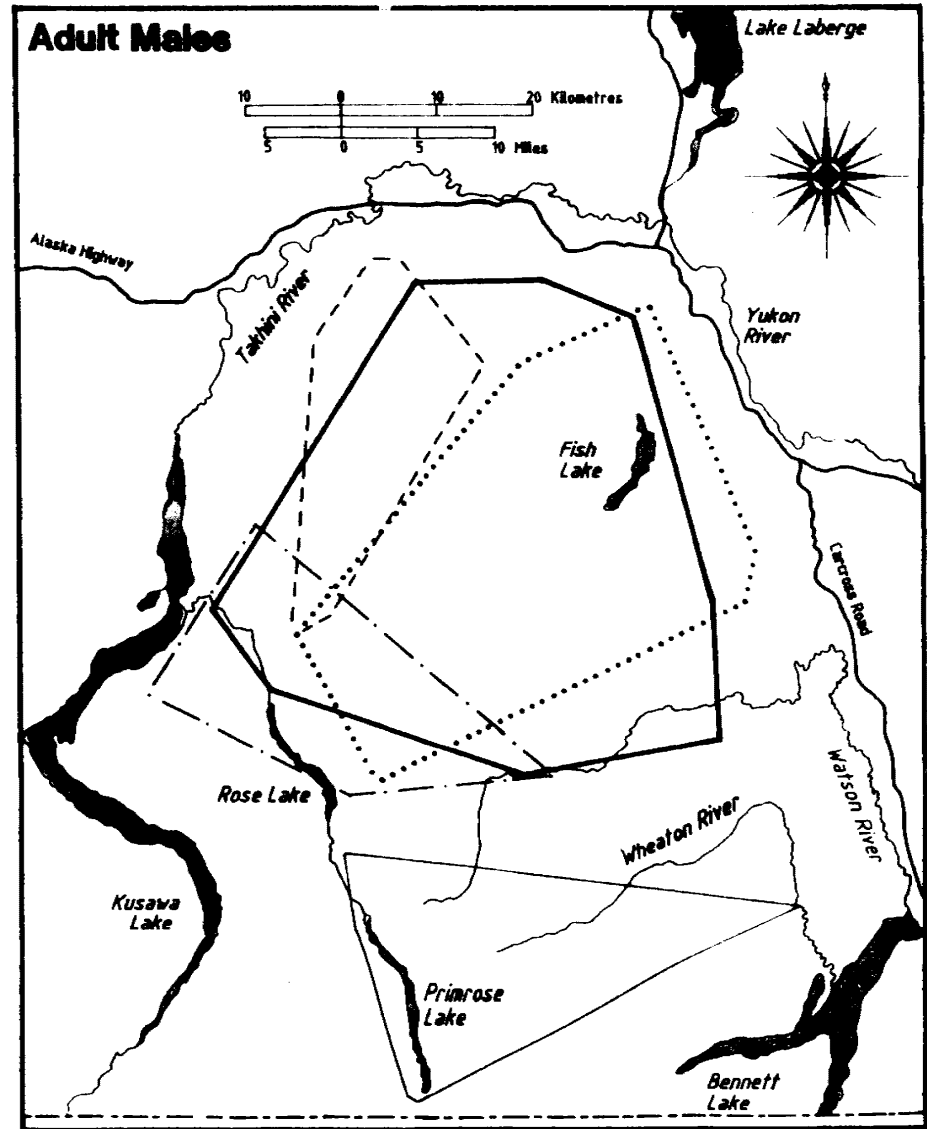 Adult Males
Lake Laberge
10 0 10 20 Kilometres
5 0 5 10 Miles
Alaska Highway
Takhini River
Yukon
River
Fish
Lake
Carcross Road
Rose Lake
Watson River
Wheaton River
Kusawa
Lake
Primrose
Lake
Bennett
Lake